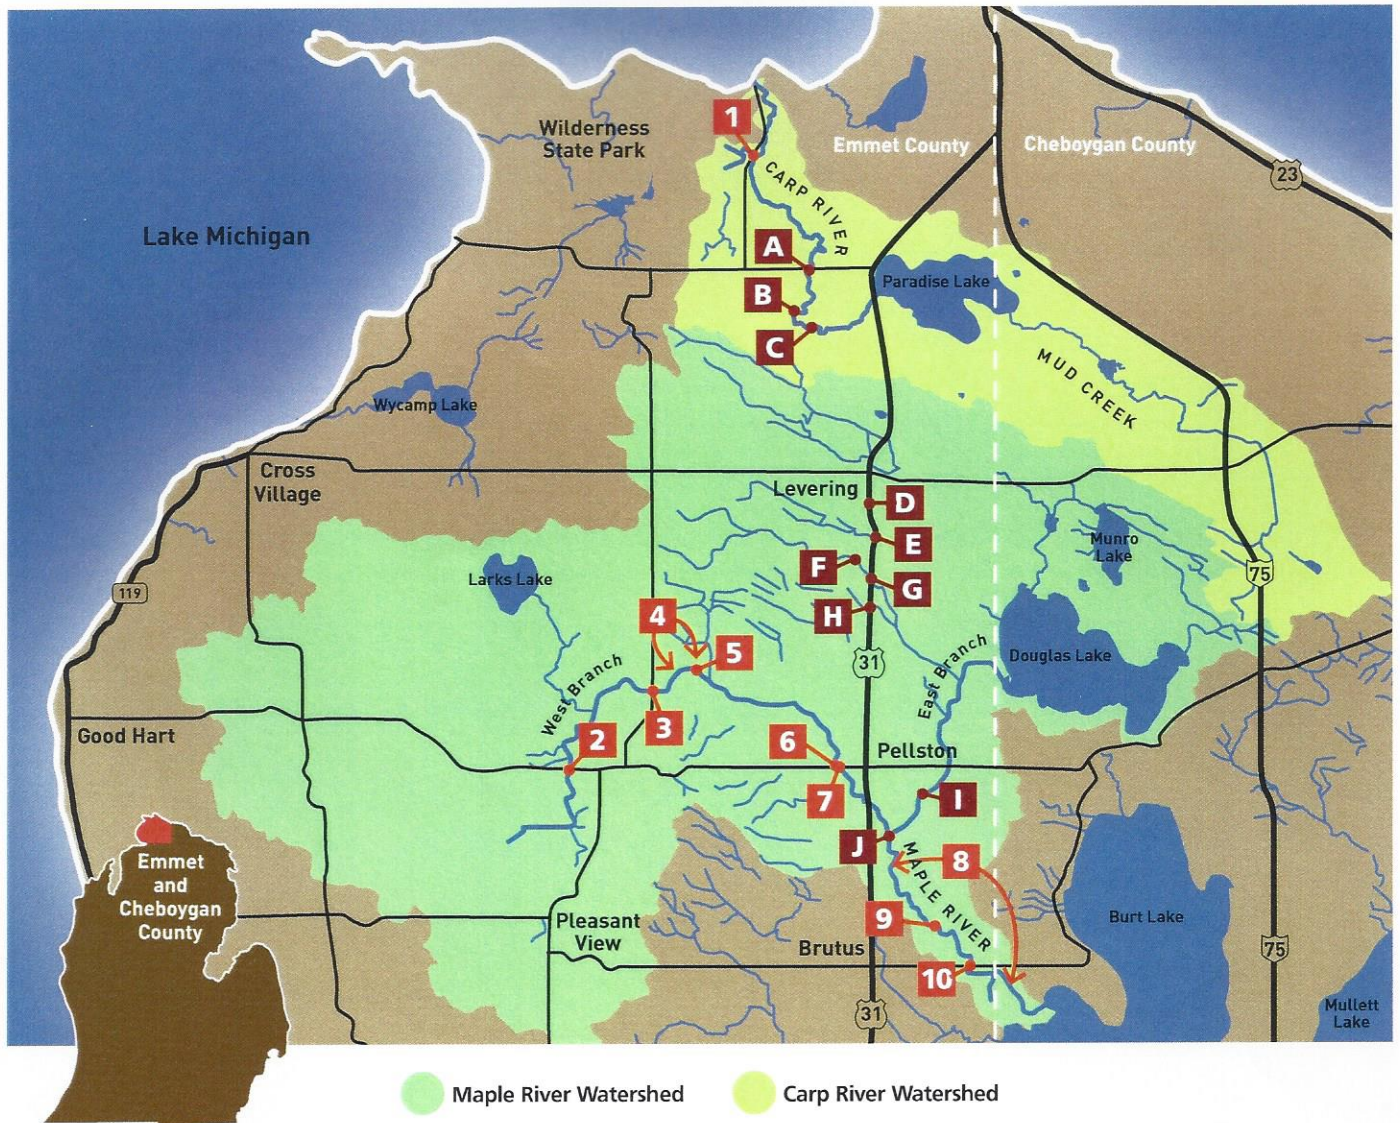 1
Wilderness
State Park
Emmet County
Cheboygan County
23
CARP RIVER
Lake Michigan
A
B
C
Paradise Lake
MUD CREEK
Wycamp Lake
Cross
Village
Levering
D
E
F
G
H
Munro
Lake
75
Larks Lake
119
4
5
31
Douglas Lake
West Branch
East Branch
3
2
6
7
Good Hart
Pellston
I
J
8
MAPLE RIVER
9
10
Emmet
and
Cheboygan
County
Pleasant
View
Brutus
Burt Lake
75
31
Mullett
Lake
Maple River Watershed
Carp River Watershed